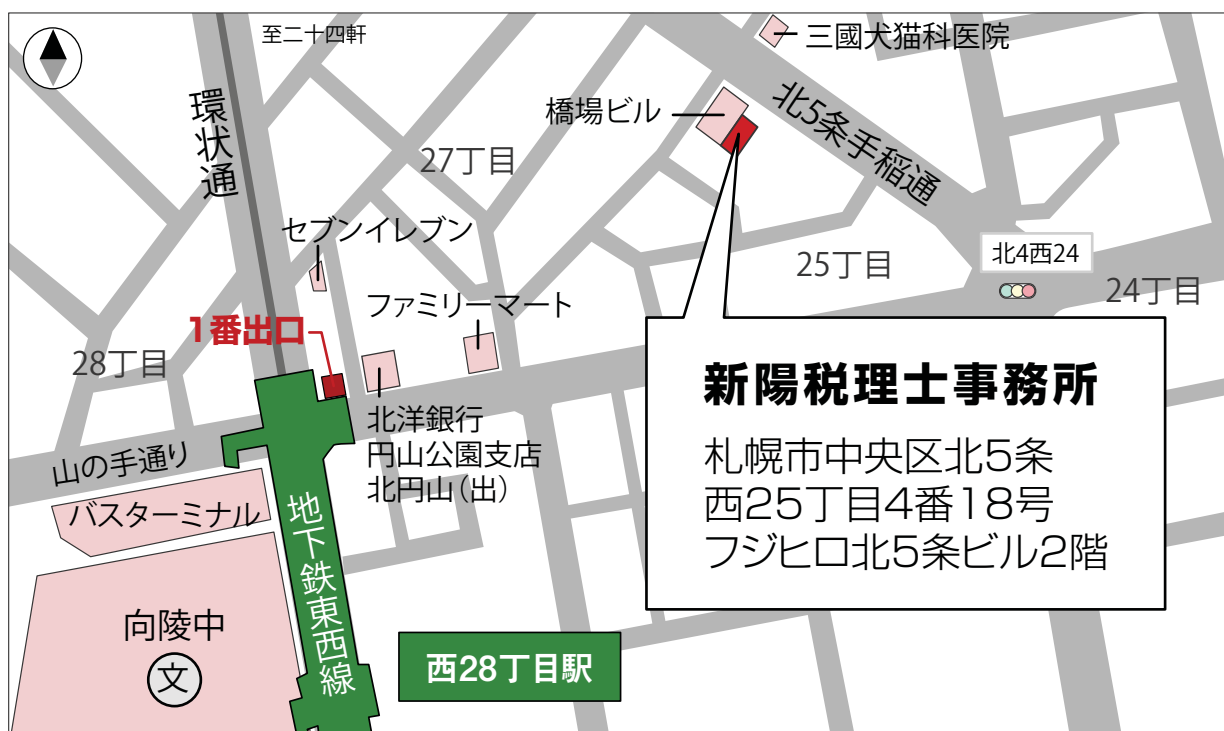 至二十四軒
三國犬猫科医院
環状通
橋場ビル
北5条手稲通
27丁目
セブンイレブン
25丁目
北4西24
24丁目
ファミリーマート
1番出口
28丁目
新陽税理士事務所
札幌市中央区北5条
西25丁目4番18号
フジヒロ北5条ビル2階
北洋銀行
円山公園支店
北円山(出)
山の手通り
バスターミナル
地下鉄東西線
向陵中
文
西28丁目駅